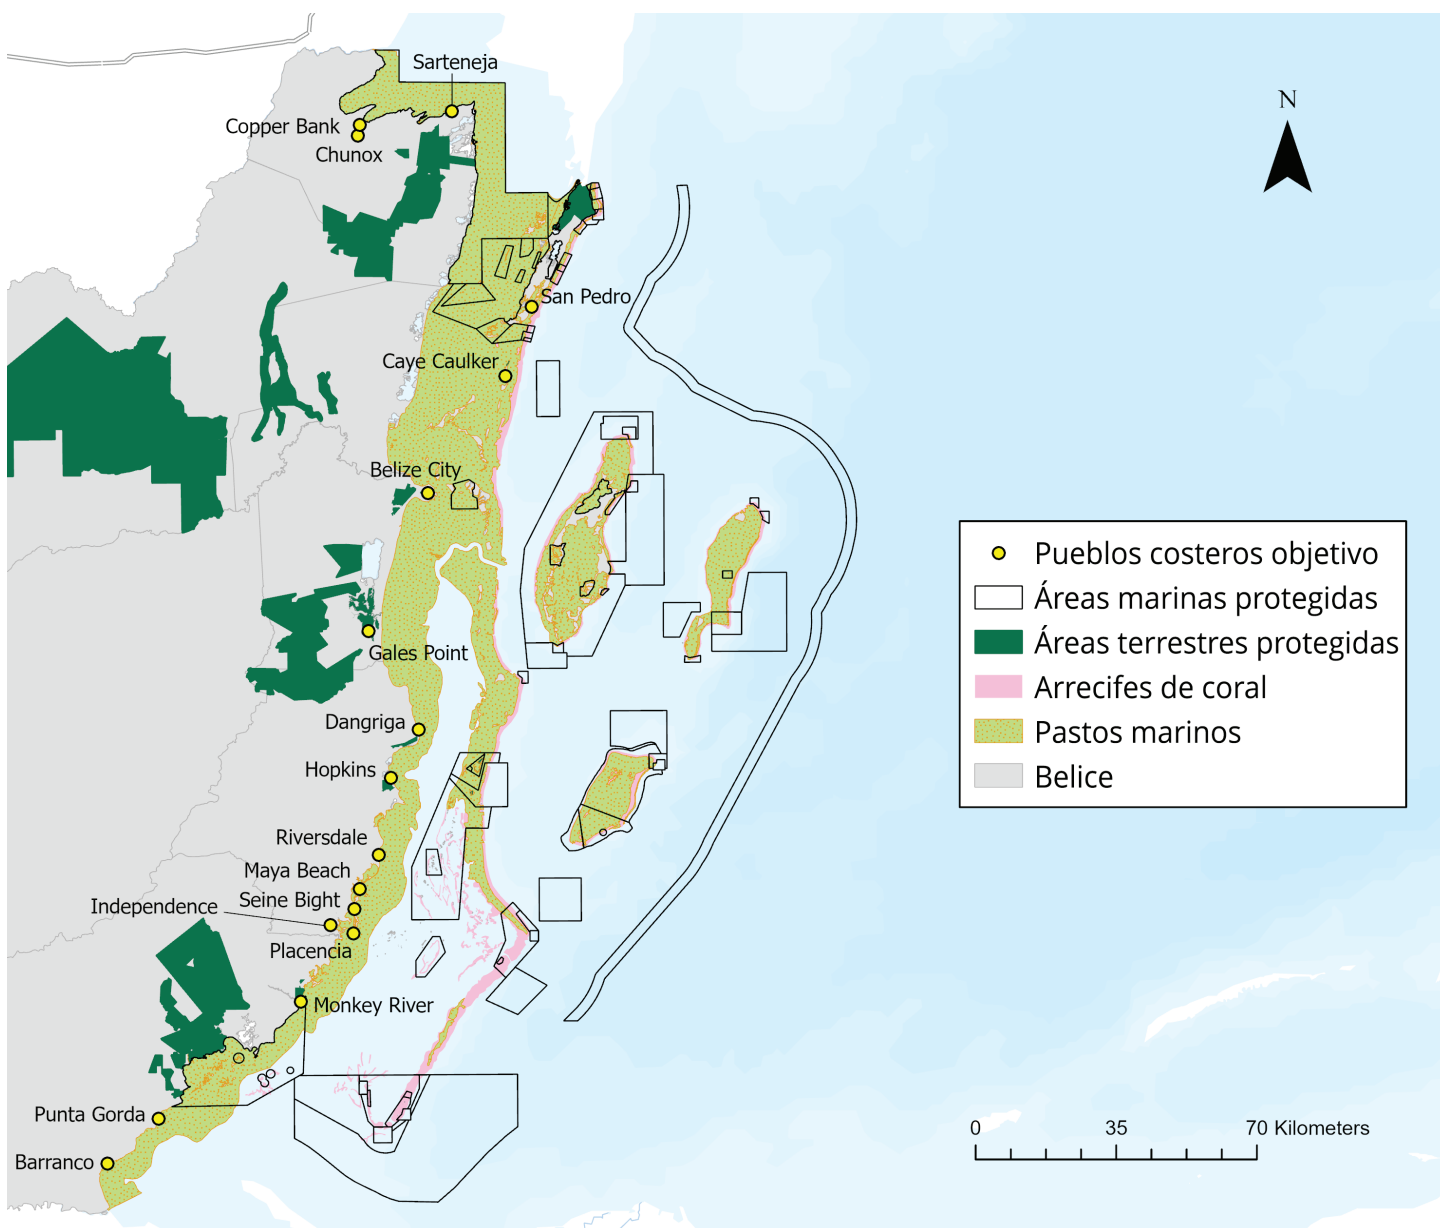 Sarteneja
Copper Bank
Chunox
N
San Pedro
Caye Caulker
Belize City
Gales Point
Dangriga
Hopkins
Riversdale
Maya Beach
Seine Bight
Independence
Placencia
Monkey River
Punta Gorda
Barranco
Pueblos costeros objetivo
Áreas marinas protegidas
Áreas terrestres protegidas
Arrecifes de coral
Pastos marinos
Belice
0 35 70 Kilometers